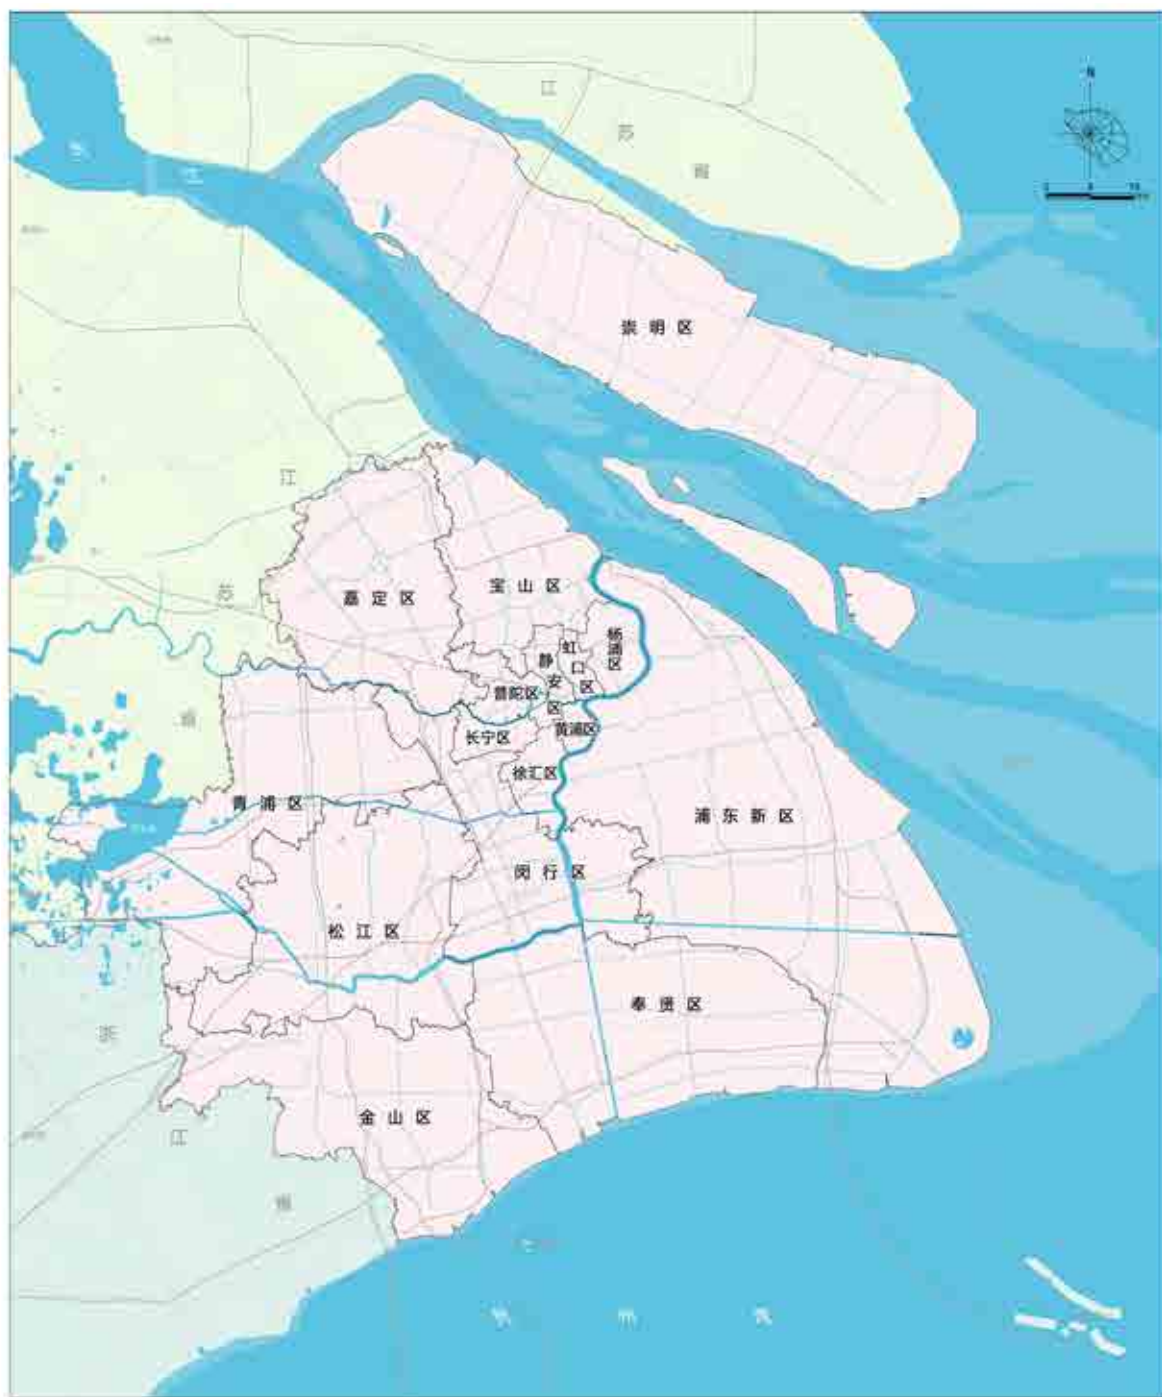 N
江
苏
省
长
江
崇明区
江
苏
省
嘉定区
宝山区
杨浦区
虹口区
静安区
普陀区
长宁区
黄浦区
徐汇区
青浦区
浦东新区
闵行区
松江区
奉贤区
金山区
浙
江
省
杭
州
湾